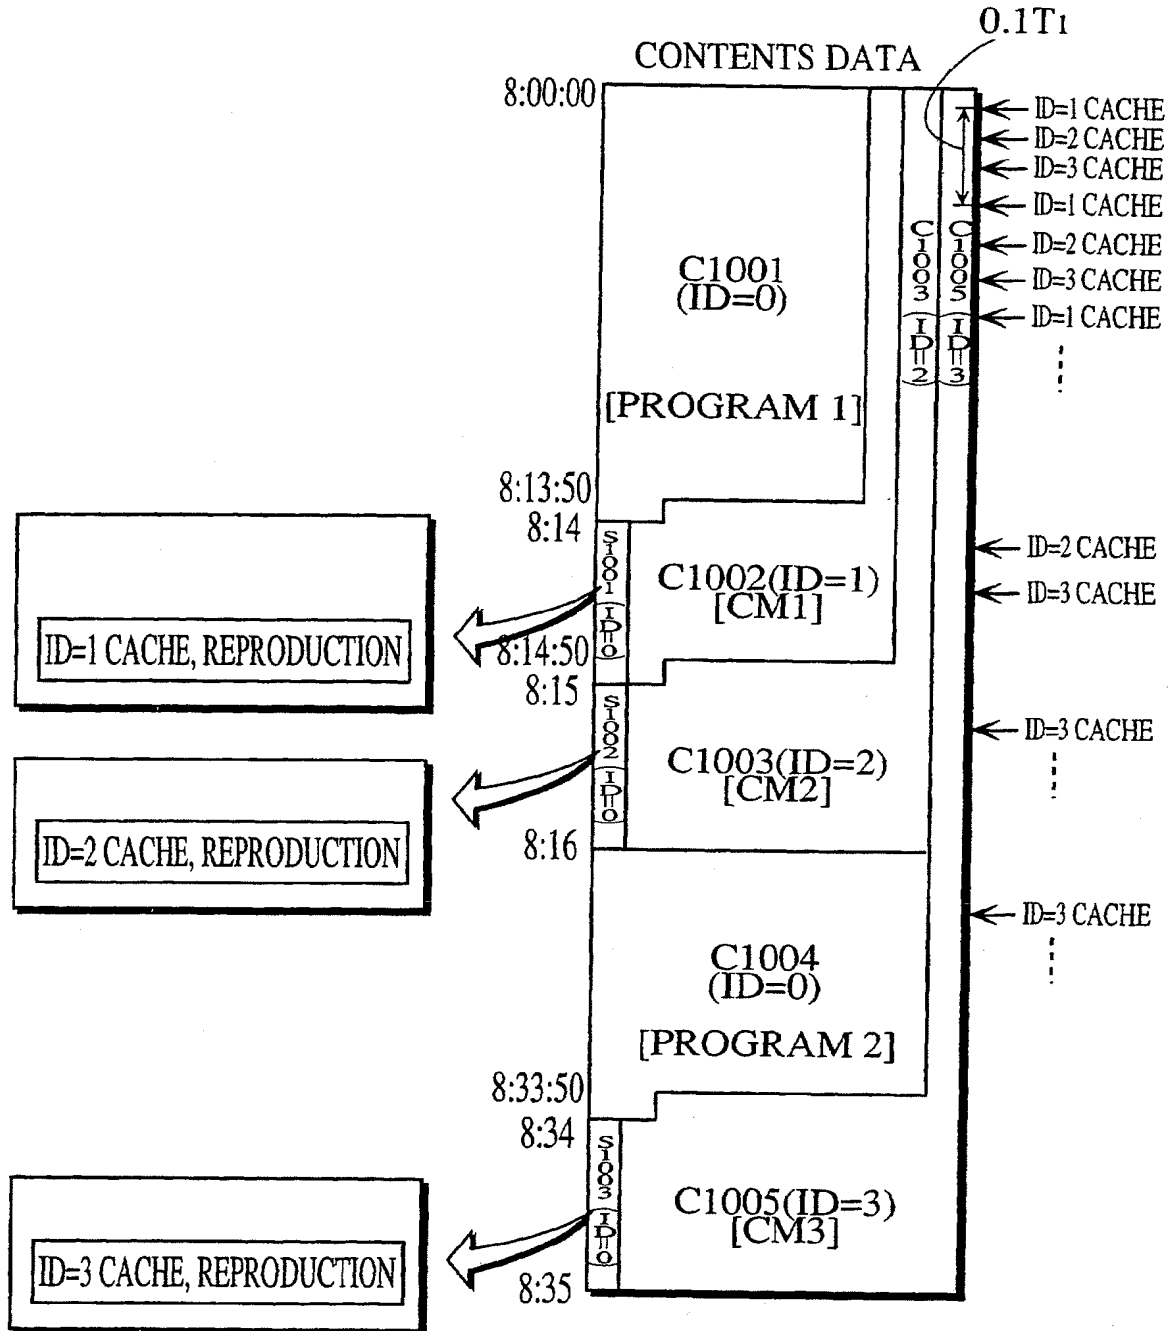 0.1T1
CONTENTS DATA
8:00:00
ID=1 CACHE
ID=2 CACHE
ID=3 CACHE
ID=1 CACHE
ID=2 CACHE
ID=3 CACHE
ID=1 CACHE
C1001
(ID=0)
[PROGRAM 1]
C1003 (ID=2)
C1005 (ID=3)
8:13:50
8:14
S1001 (ID=0)
C1002(ID=1)
[CM1]
ID=2 CACHE
ID=3 CACHE
ID=1 CACHE, REPRODUCTION
8:14:50
8:15
S1002 (ID=0)
C1003(ID=2)
[CM2]
ID=3 CACHE
ID=2 CACHE, REPRODUCTION
8:16
ID=3 CACHE
C1004
(ID=0)
[PROGRAM 2]
8:33:50
8:34
S1003 (ID=0)
C1005(ID=3)
[CM3]
ID=3 CACHE, REPRODUCTION
8:35